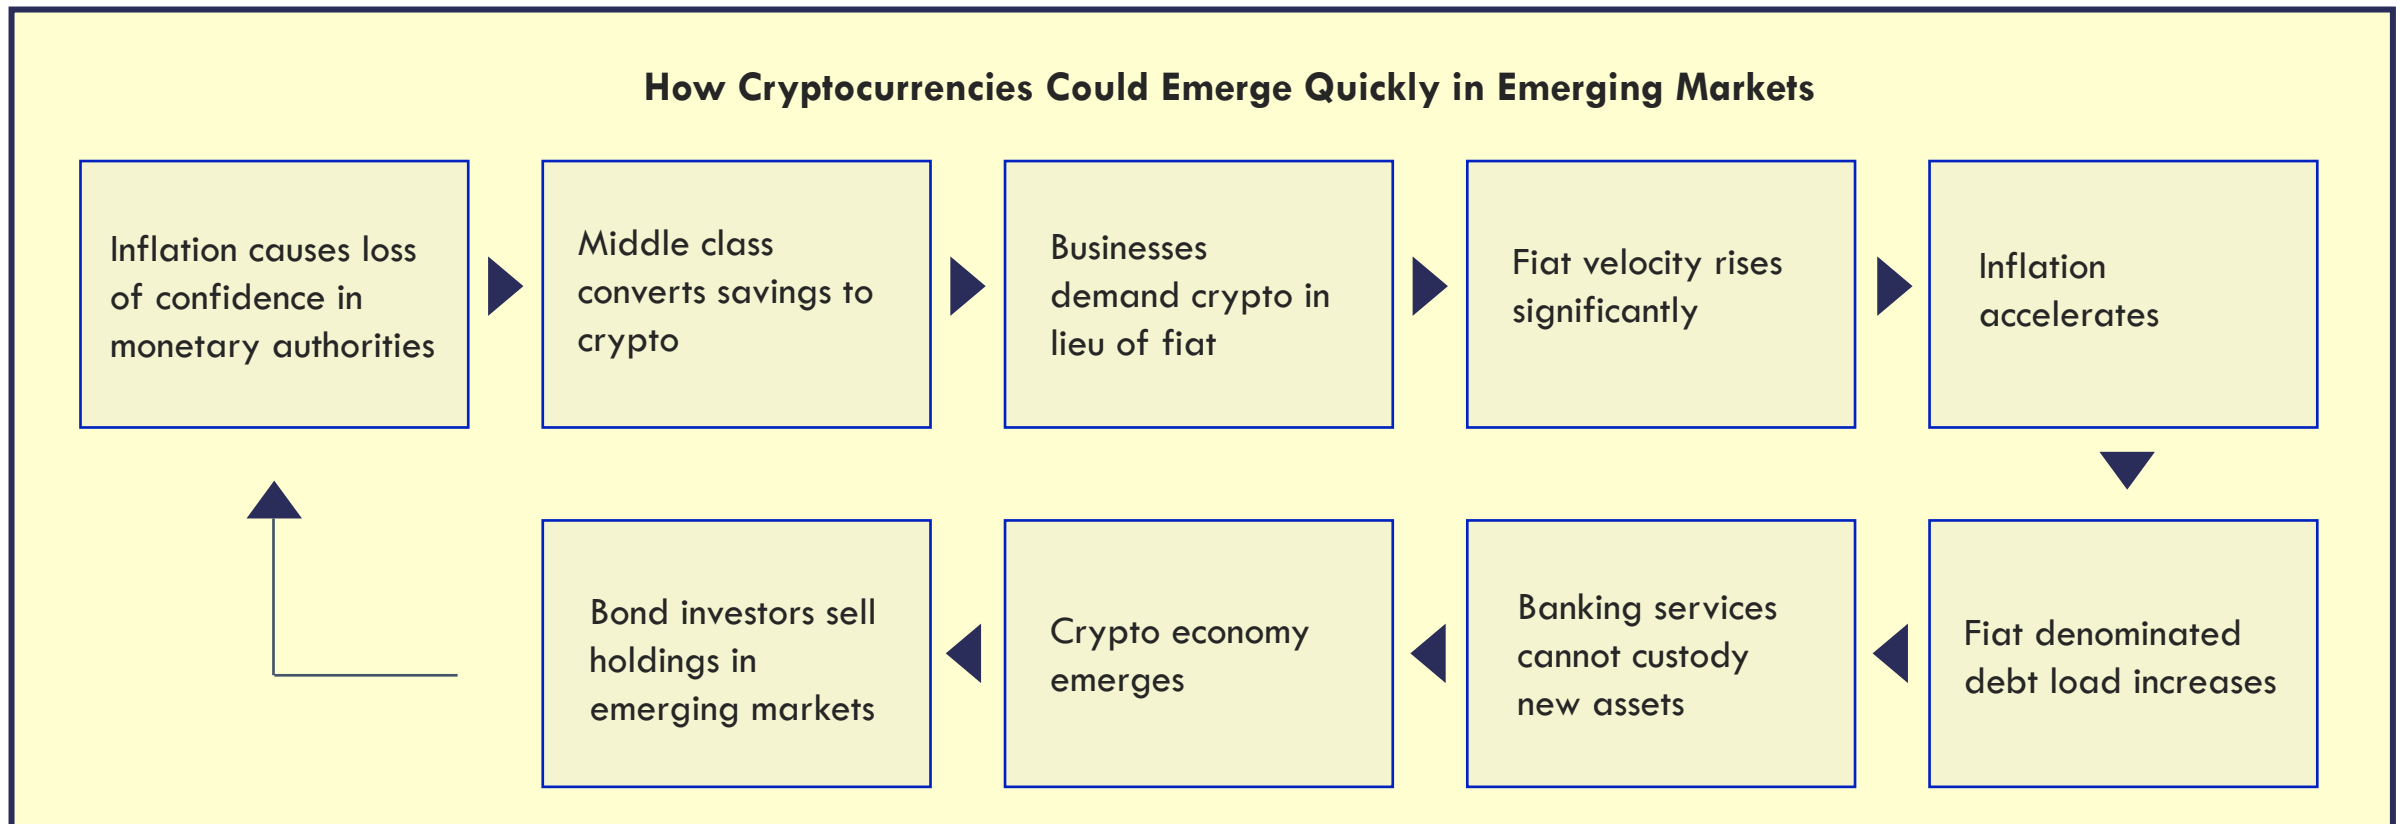 How Cryptocurrencies Could Emerge Quickly in Emerging Markets
Inflation causes loss
of confidence in
monetary authorities
Middle class
converts savings to
crypto
Businesses
demand crypto in
lieu of fiat
Fiat velocity rises
significantly
Inflation
accelerates
Fiat denominated
debt load increases
Banking services
cannot custody
new assets
Crypto economy
emerges
Bond investors sell
holdings in
emerging markets